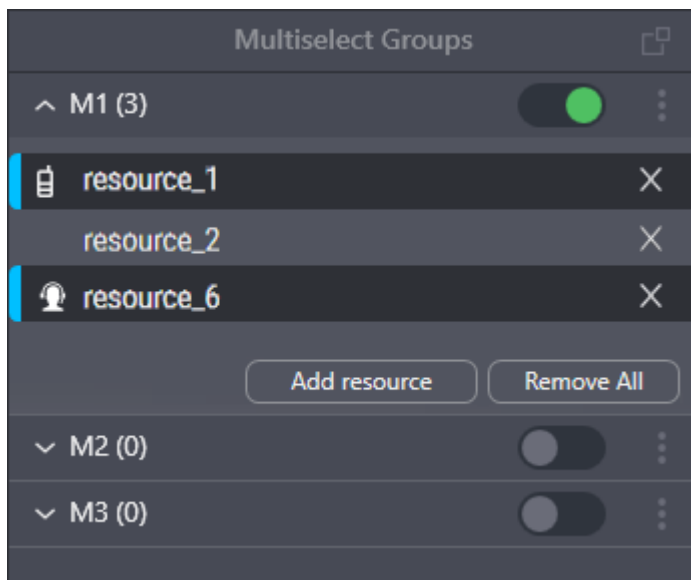 Multiselect Groups
M1 (3)
resource_1
resource_2
resource_6
Add resource Remove All
M2 (0)
M3 (0)